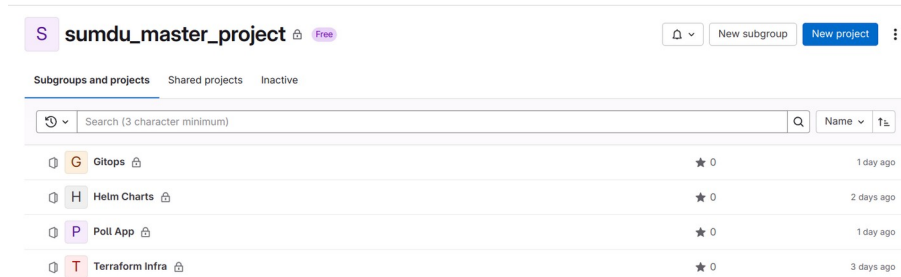 S sumdu_master_project Free New subgroup New project
Subgroups and projects Shared projects Inactive
Search (3 character minimum) Name
G Gitops 0 1 day ago
H Helm Charts 0 2 days ago
P Poll App 0 1 day ago
T Terraform Infra 0 3 days ago